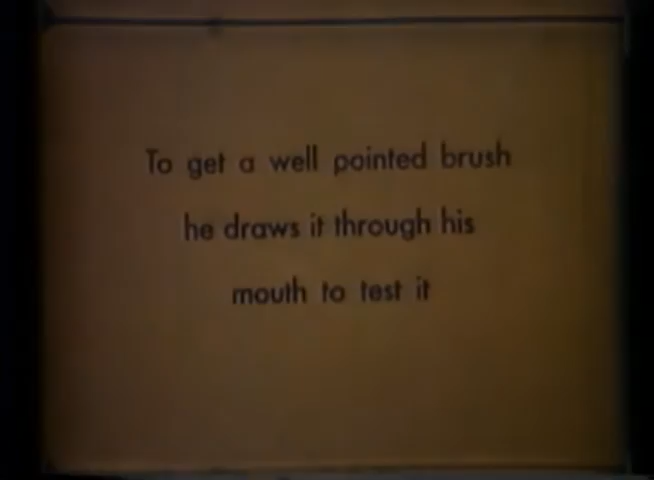 To get a well pointed brush
he draws it through his
mouth to test it